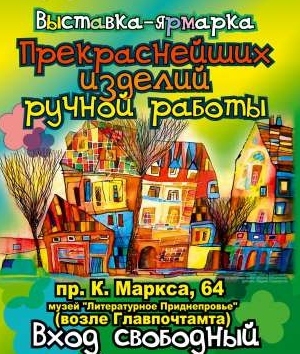 Выставка-ярмарка
Прекраснейших
изделий
ручной работы
пр. К. Маркса, 64
музей "Литературное Приднепровье"
(возле Главпочтамта)
Вход свободный